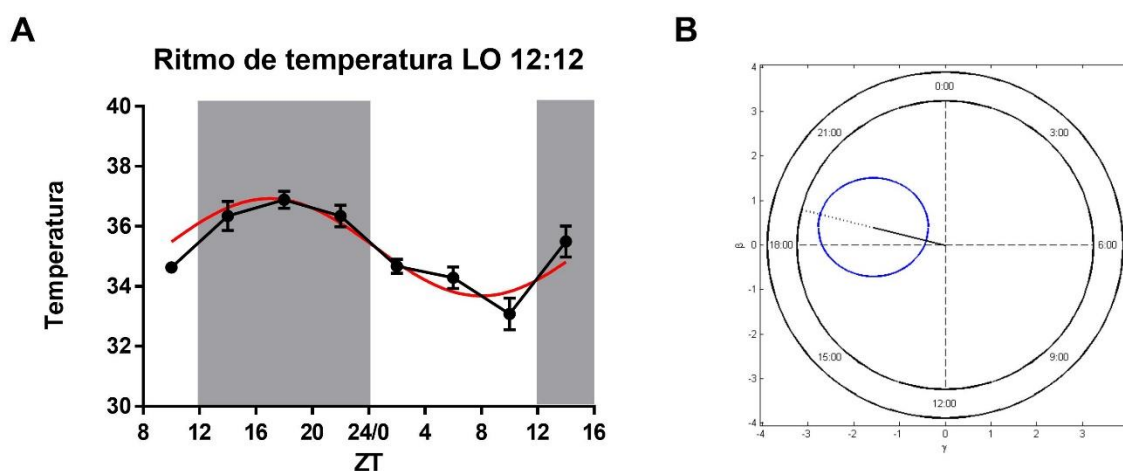 A
Ritmo de temperatura LO 12:12
Temperatura
40
38
36
34
32
30
8 12 16 20 24/0 4 8 12 16
ZT
B
4
3
2
1
0
-1
-2
-3
-4
β
0:00
21:00 3:00
18:00 6:00
15:00 9:00
12:00
-4 -3 -2 -1 0 1 2 3
γ